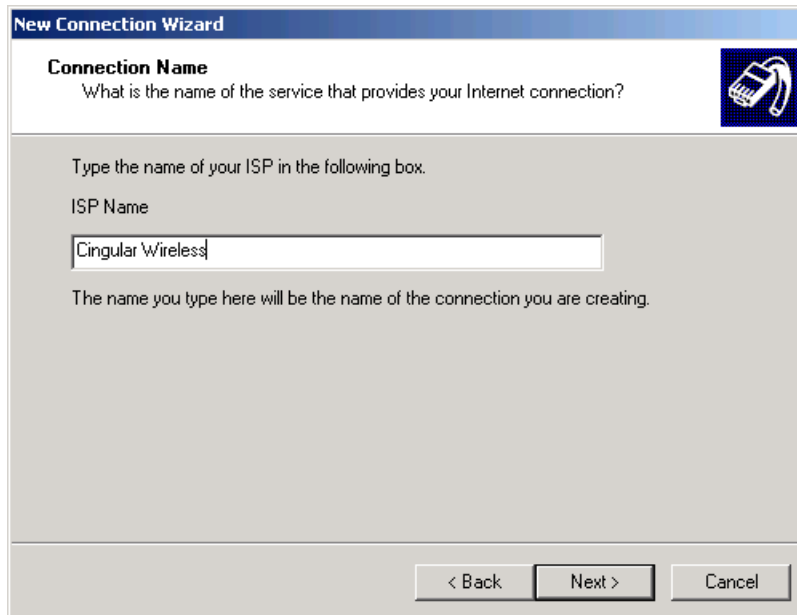 New Connection Wizard
Connection Name
What is the name of the service that provides your Internet connection?
Type the name of your ISP in the following box.
ISP Name
Cingular Wireless
The name you type here will be the name of the connection you are creating.
< Back Next > Cancel